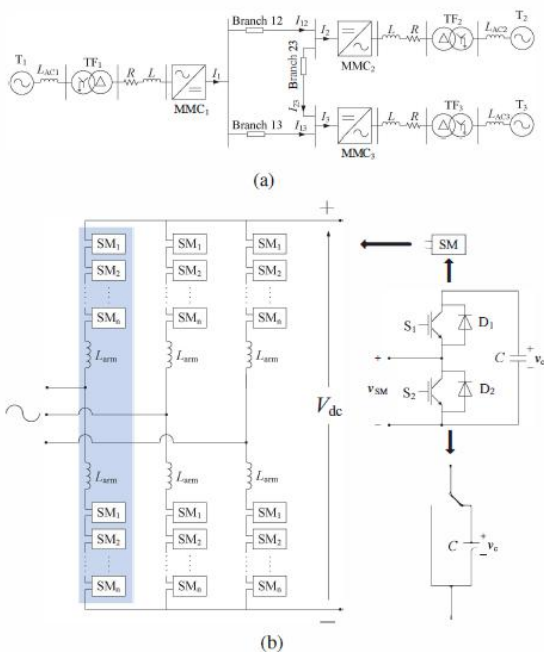 Branch 12
I12
I2
TF2
T2
LAC2
L
R
MMC2
T1
LAC1
TF1
R
L
I1
MMC1
Branch 23
I23
Branch 13
I13
I3
MMC3
L
R
TF3
LAC3
T3
(a)
+
SM1
SM1
SM1
SM2
SM2
SM2
SMn
SMn
SMn
Larm
Larm
Larm
Vdc
Larm
Larm
Larm
SM1
SM1
SM1
SM2
SM2
SM2
SMn
SMn
SMn
—
SM
S1
D1
C
+
vc
−
+
vSM
−
S2
D2
C
+
vc
−
(b)